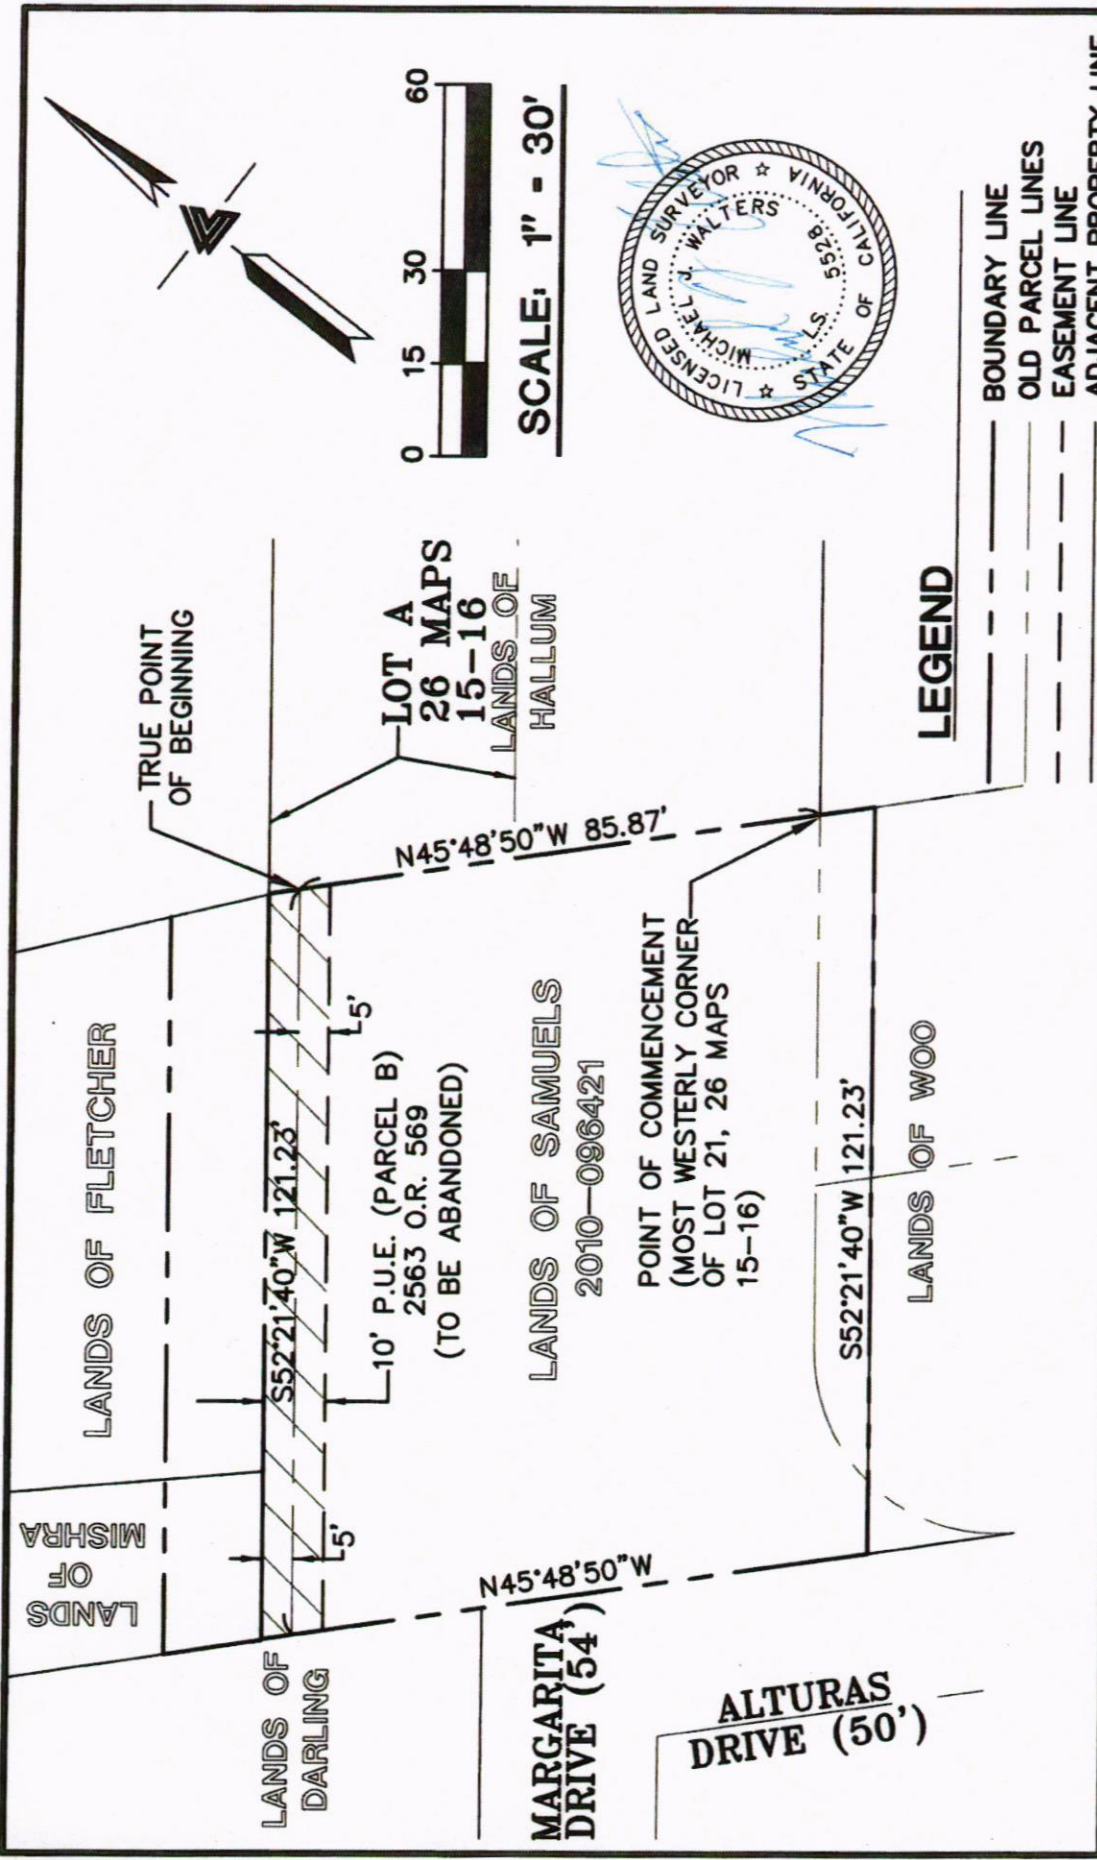 LANDS
OF
MISHRA
LANDS OF FLETCHER
TRUE POINT
OF BEGINNING
LANDS OF
DARLING
S52°21'40"W 121.23'
5'
5'
10' P.U.E. (PARCEL B)
2563 O.R. 569
(TO BE ABANDONED)
N45°48'50"W 85.87'
LOT A
26 MAPS
15-16
LANDS OF
HALLUM
0 15 30 60
SCALE: 1" - 30'
N45°48'50"W
MARGARITA
DRIVE (54')
LANDS OF SAMUELS
2010-096421
POINT OF COMMENCEMENT
(MOST WESTERLY CORNER
OF LOT 21, 26 MAPS
15-16)
ALTURAS
DRIVE (50')
S52°21'40"W 121.23'
LANDS OF WOO
LICENSED LAND SURVEYOR
MICHAEL J. WALTERS
L.S. 5528
STATE OF CALIFORNIA
LEGEND
BOUNDARY LINE
OLD PARCEL LINES
EASEMENT LINE
ADJACENT PROPERTY LINE